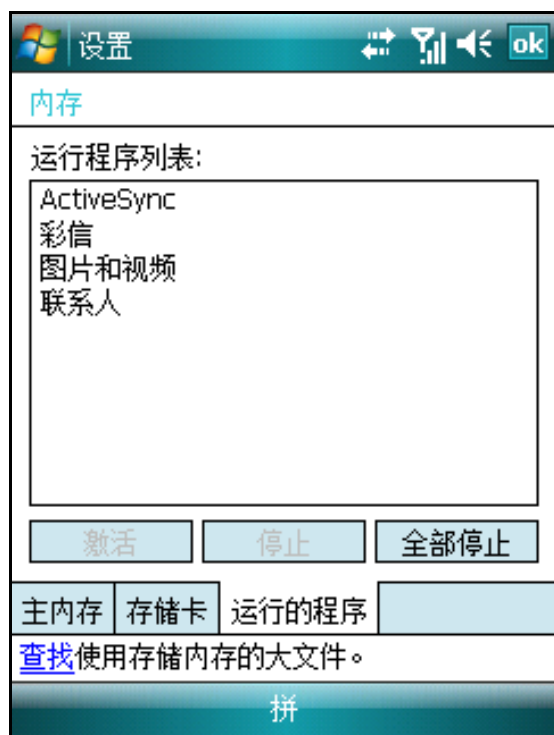 设置 ok
内存
运行程序列表:
ActiveSync
彩信
图片和视频
联系人
激活 停止 全部停止
主内存 存储卡 运行的程序
查找使用存储内存的大文件。
拼